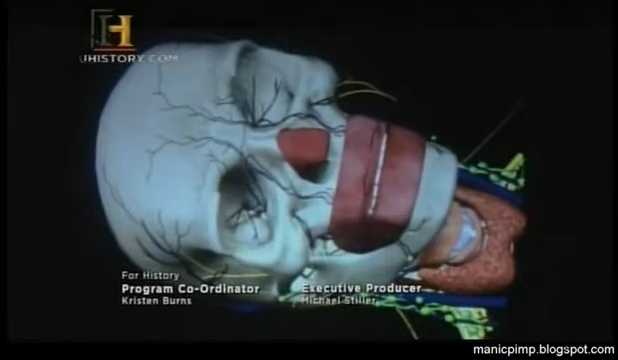 H
HISTORY.COM
For History
Program Co-Ordinator
Kristen Burns
Executive Producer
Michael Stiller
manicpimp.blogspot.com